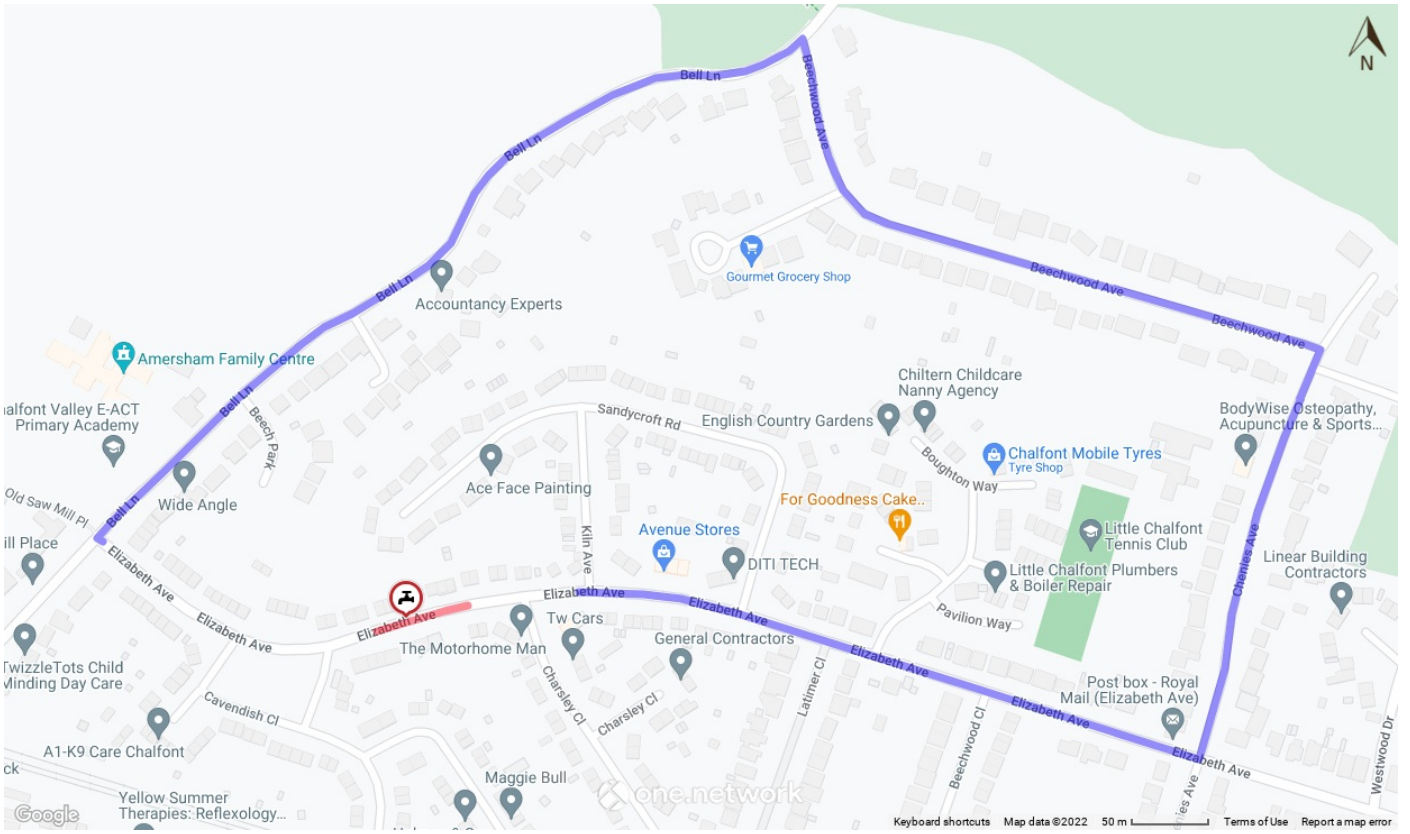 N
Bell Ln
Beechwood Ave
Bell Ln
Gourmet Grocery Shop
Beechwood Ave
Bell Ln
Accountancy Experts
Beechwood Ave
Amersham Family Centre
Chiltern Childcare
Nanny Agency
Bell Ln
halfont Valley E-ACT
Primary Academy
Beech Park
Sandycroft Rd
English Country Gardens
BodyWise Osteopathy,
Acupuncture & Sports...
Boughton Way
Chalfont Mobile Tyres
Tyre Shop
Ace Face Painting
Old Saw Mill Pl
Bell Ln
Wide Angle
For Goodness Cake..
Avenue Stores
Kiln Ave
Little Chalfont
Tennis Club
Chenies Ave
ill Place
Elizabeth Ave
DITI TECH
Little Chalfont Plumbers
& Boiler Repair
Linear Building
Contractors
Elizabeth Ave
Elizabeth Ave
Pavilion Way
Elizabeth Ave
Elizabeth Ave
Tw Cars
The Motorhome Man
General Contractors
Elizabeth Ave
TwizzleTots Child
Minding Day Care
Charsley Cl
Latimer Cl
Post box - Royal
Mail (Elizabeth Ave)
Cavendish Cl
Charsley Cl
Elizabeth Ave
Beechwood Cl
Westwood Dr
A1-K9 Care Chalfont
Elizabeth Ave
ck
Maggie Bull
enies Ave
Yellow Summer
Therapies: Reflexology...
one.network
Google
Keyboard shortcuts
Map data ©2022
50 m
Terms of Use
Report a map error